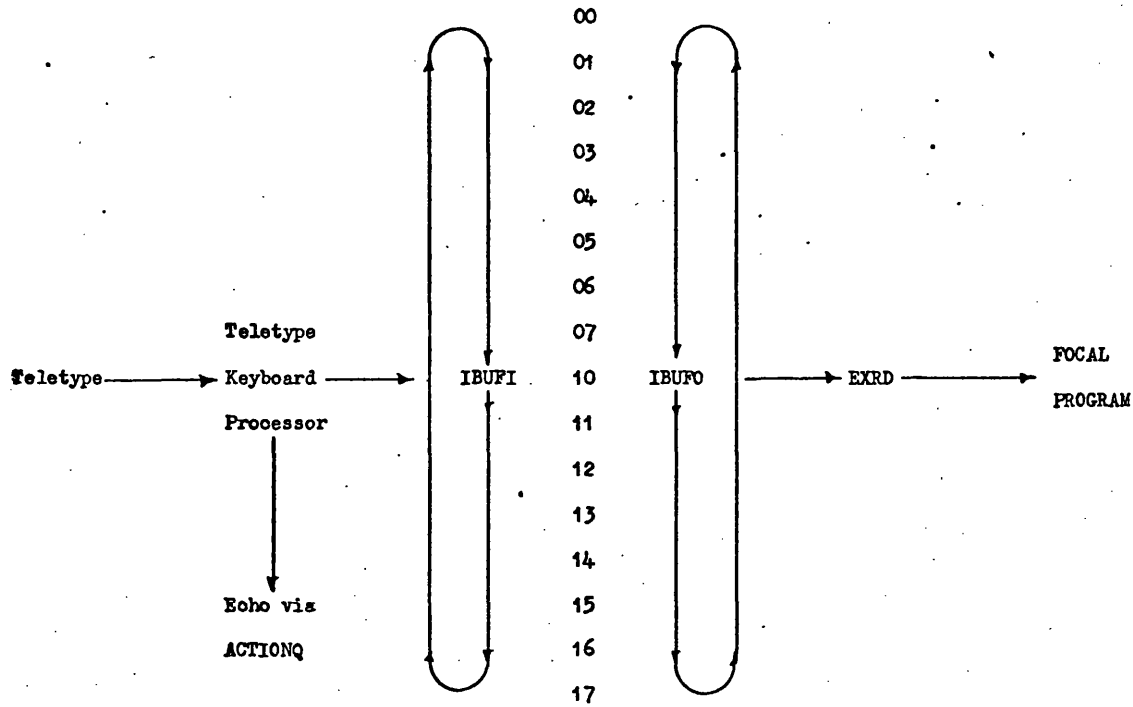 00
01
02
03
04
05
06
Teletype 07
Teletype Keyboard IBUFI 10 IBUFO EXRD FOCAL
PROGRAM
Processor 11
12
13
14
Echo via 15
ACTIONQ 16
17